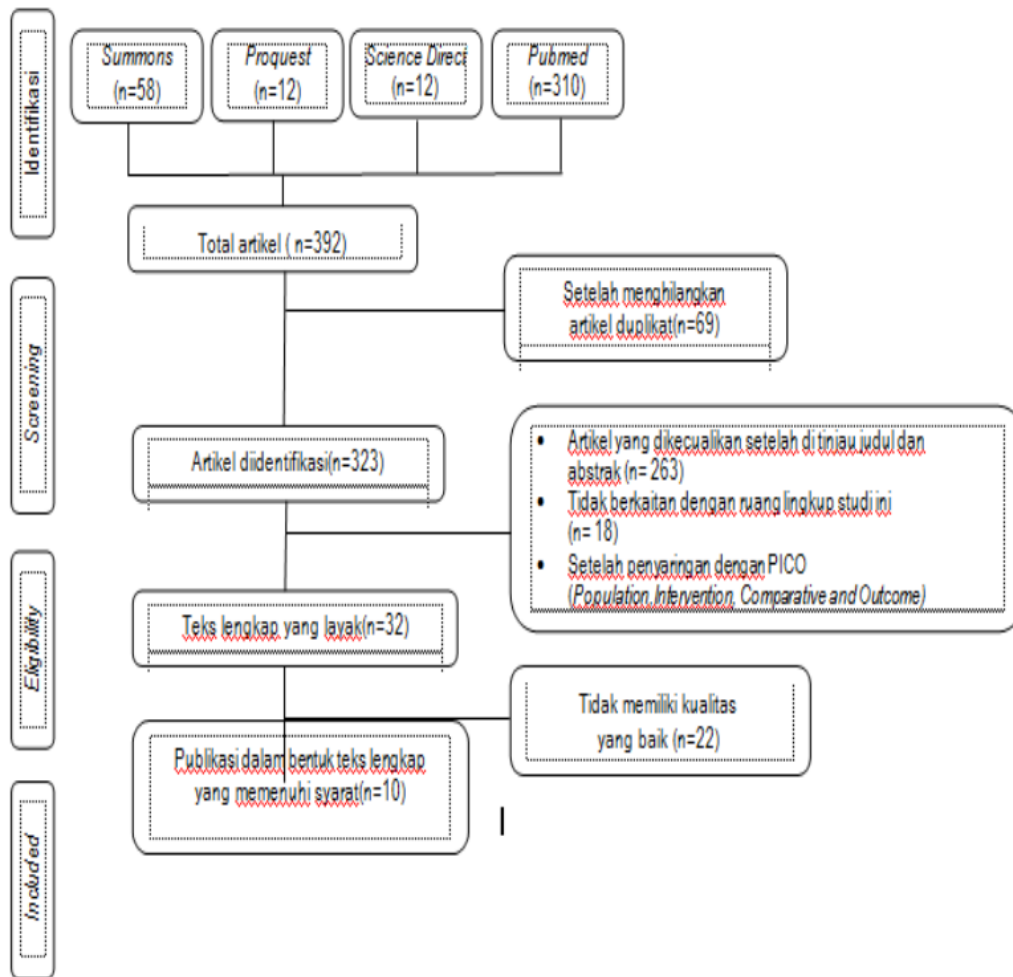 Identifikasi
Summons
(n=58)
Proquest
(n=12)
Science Direct
(n=12)
Pubmed
(n=310)
Total artikel ( n=392)
Setelah menghilangkan
artikel duplikat(n=69)
Screening
Artikel diidentifikasi(n=323)
• Artikel yang dikecualikan setelah di tinjau judul dan
abstrak (n= 263)
• Tidak berkaitan dengan ruang lingkup studi ini
(n= 18)
• Setelah penyaringan dengan PICO
(Population, Intervention, Comparative and Outcome)
Eligibility
Teks lengkap yang layak(n=32)
Tidak memiliki kualitas
yang baik (n=22)
Publikasi dalam bentuk teks lengkap
yang memenuhi syarat(n=10)
Included